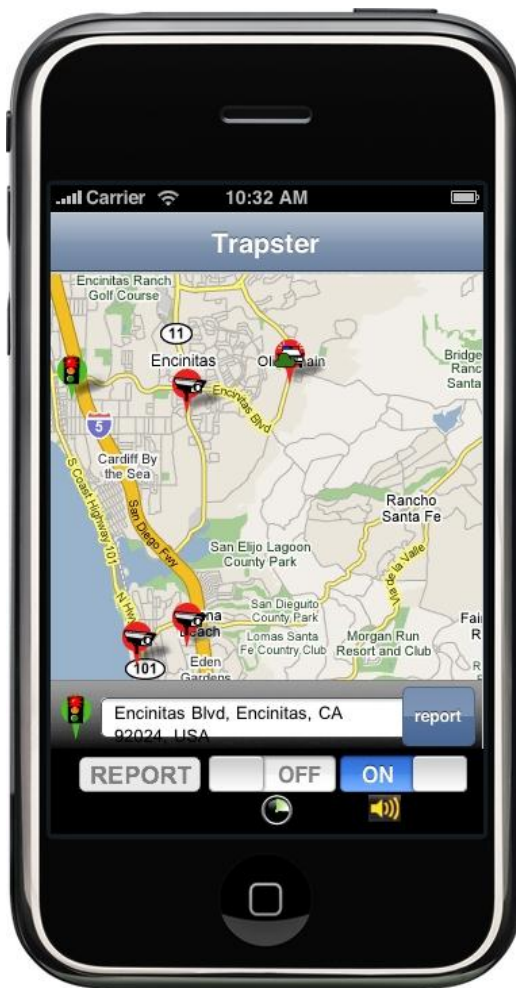 Carrier 10:32 AM
Trapster
Encinitas Ranch
Golf Course
11
Encinitas
Bridge
Ranc
Santa
Encinitas Blvd
5
Cardiff By
the Sea
S Coast Highway 101
San Diego Fwy
Rancho
Santa Fe
San Elijo Lagoon
County Park
Via de la Valle
N Hw
San Dieguito
County Park
Beach
Lomas Santa
Fe Country Club
Morgan Run
Resort and Club
Fai
R
101
Eden
Gardens
Encinitas Blvd, Encinitas, CA
92024, USA
report
REPORT OFF ON